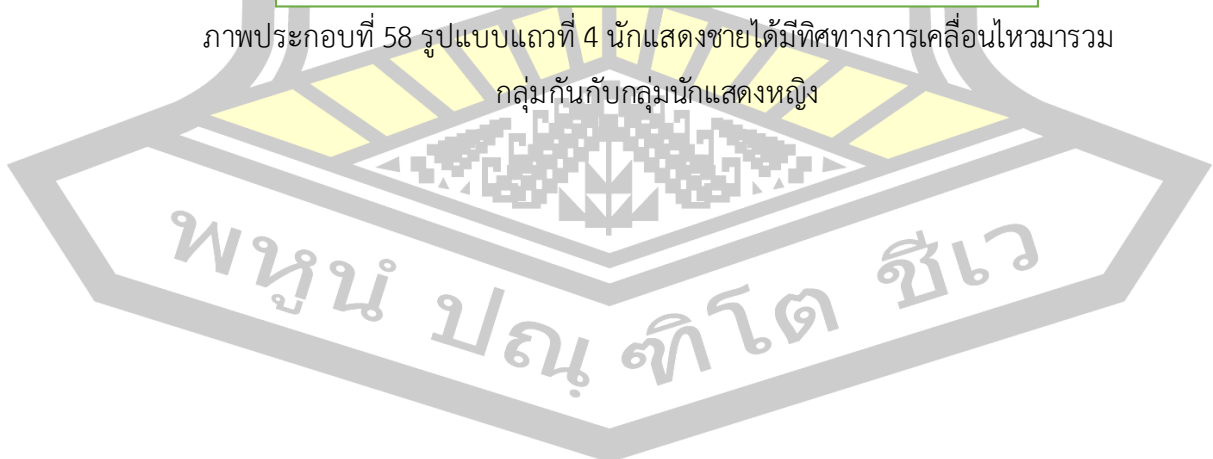 ภาพประกอบที่ 58 รูปแบบแถวที่ 4 นักแสดงชายได้มีทิศทางการเคลื่อนไหวมารวม
กลุ่มกันกับกลุ่มนักแสดงหญิง
พหูนํ ปณฺฑิโต ชีเว